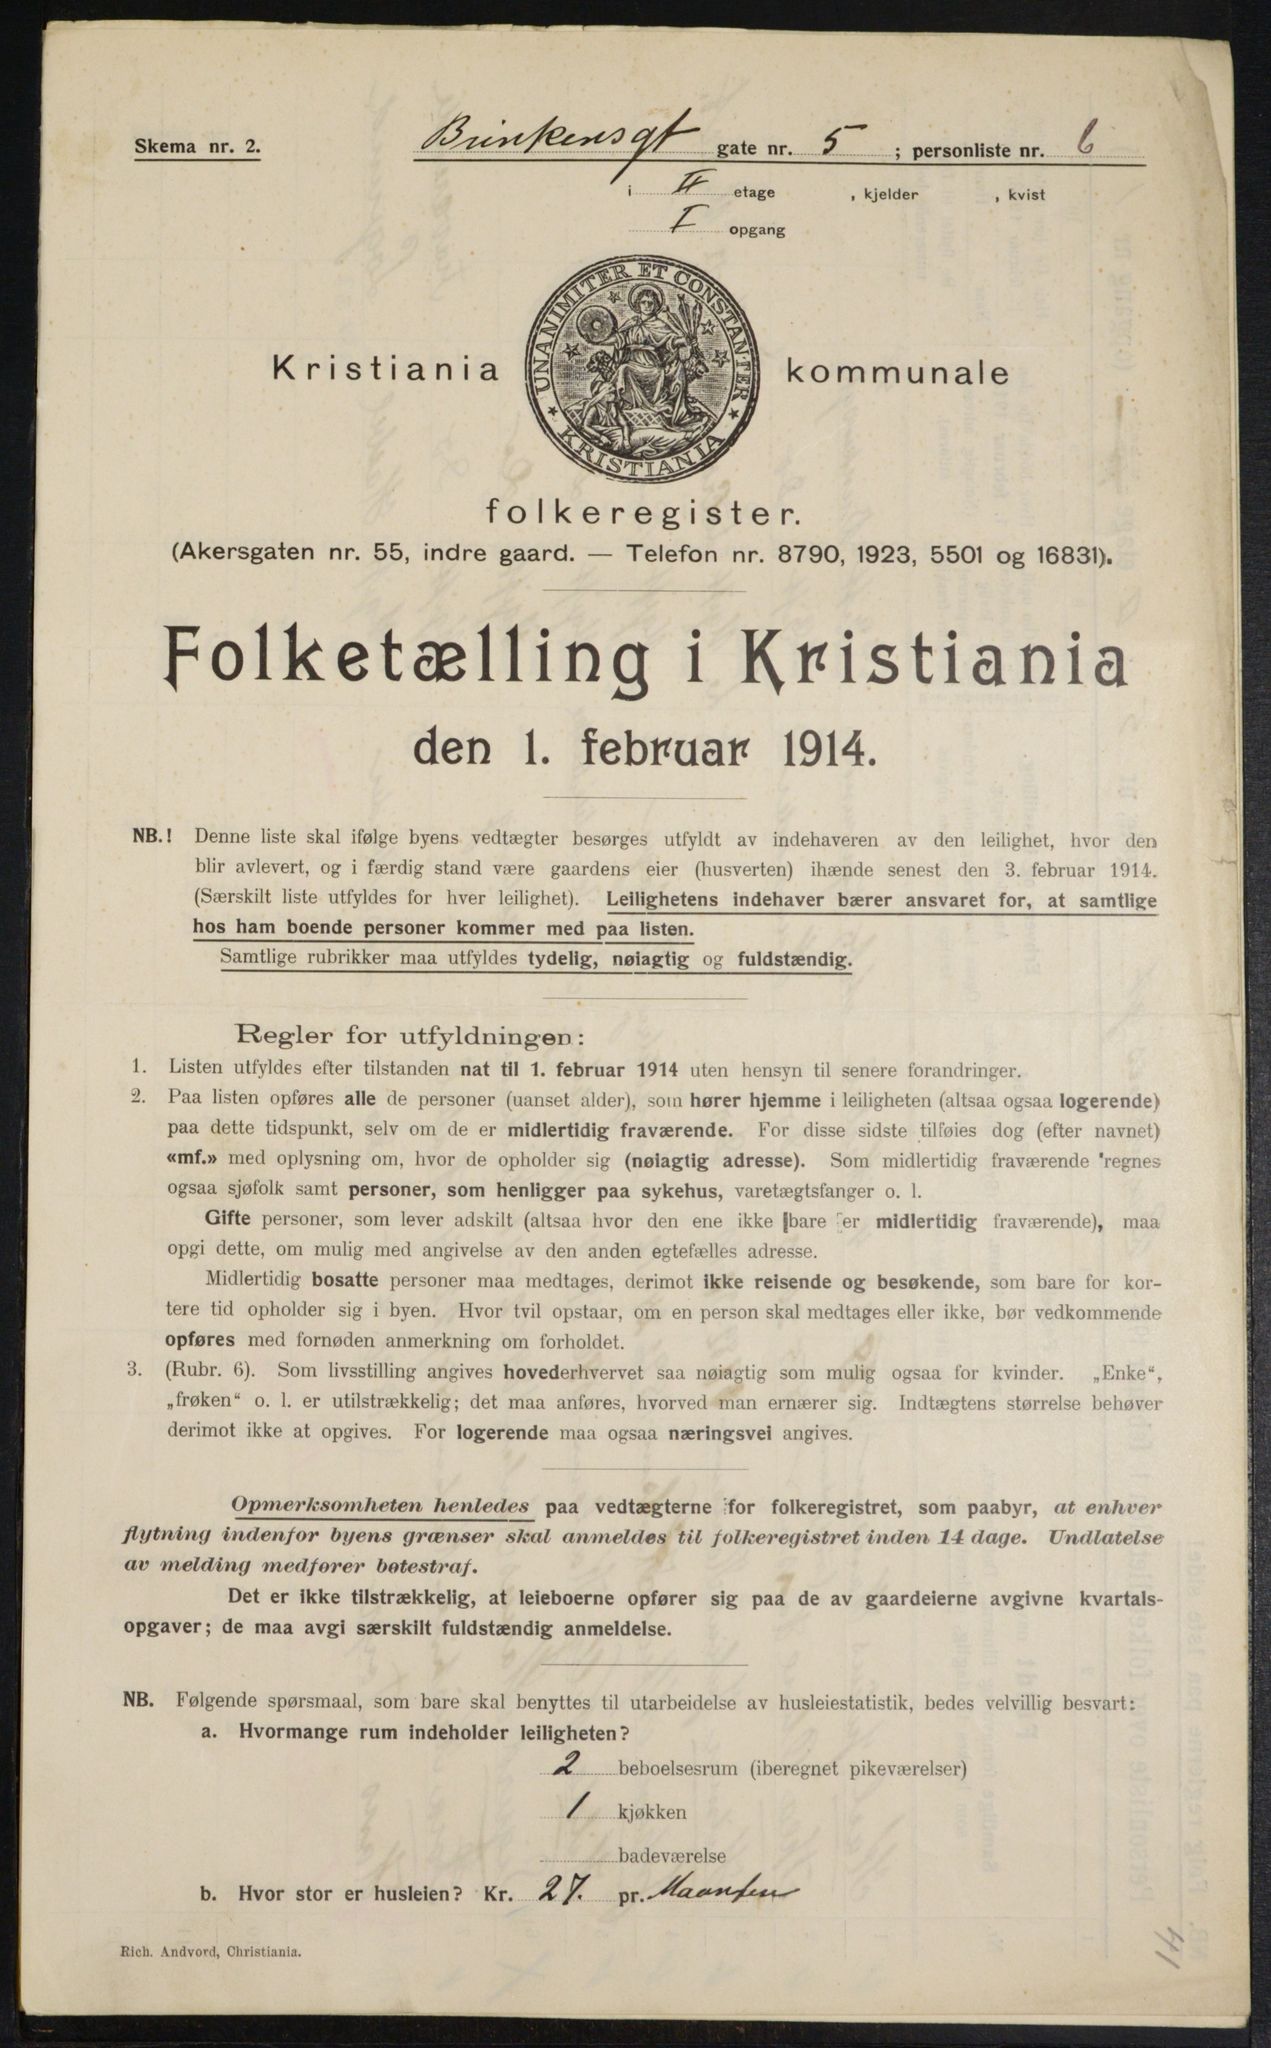 Skema nr. 2. Brinkensgt gate nr. 5 ; personliste nr. 6
i II etage , kjelder , kvist
I opgang
UNANIMITER ET CONSTANTER
KRISTIANIA
Kristiania kommunale
folkeregister.
(Akersgaten nr. 55, indre gaard. — Telefon nr. 8790, 1923, 5501 og 16831).
Folketælling i Kristiania
den 1. februar 1914.
NB.! Denne liste skal ifølge byens vedtægter besørges utfyldt av indehaveren av den leilighet, hvor den
blir avlevert, og i færdig stand være gaardens eier (husverten) ihænde senest den 3. februar 1914.
(Særskilt liste utfyldes for hver leilighet). Leilighetens indehaver bærer ansvaret for, at samtlige
hos ham boende personer kommer med paa listen.
Samtlige rubrikker maa utfyldes tydelig, nøiagtig og fuldstændig.
Regler for utfyldningen:
1. Listen utfyldes efter tilstanden nat til 1. februar 1914 uten hensyn til senere forandringer.
2. Paa listen opføres alle de personer (uanset alder), som hører hjemme i leiligheten (altsaa ogsaa logerende)
paa dette tidspunkt, selv om de er midlertidig fraværende. For disse sidste tilføies dog (efter navnet)
«mf.» med oplysning om, hvor de opholder sig (nøiagtig adresse). Som midlertidig fraværende regnes
ogsaa sjøfolk samt personer, som henligger paa sykehus, varetægtsfanger o. l.
Gifte personer, som lever adskilt (altsaa hvor den ene ikke bare er midlertidig fraværende), maa
opgi dette, om mulig med angivelse av den anden egtefælles adresse.
Midlertidig bosatte personer maa medtages, derimot ikke reisende og besøkende, som bare for kor-
tere tid opholder sig i byen. Hvor tvil opstaar, om en person skal medtages eller ikke, bør vedkommende
opføres med fornøden anmerkning om forholdet.
3. (Rubr. 6). Som livsstilling angives hovederhvervet saa nøiagtig som mulig ogsaa for kvinder. „Enke“,
„frøken“ o. l. er utilstrækkelig; det maa anføres, hvorved man ernærer sig. Indtægtens størrelse behøver
derimot ikke at opgives. For logerende maa ogsaa næringsvei angives.
Opmerksomheten henledes paa vedtægterne for folkeregistret, som paabyr, at enhver
flytning indenfor byens grænser skal anmeldes til folkeregistret inden 14 dage. Undlatelse
av melding medfører bøtestraf.
Det er ikke tilstrækkelig, at leieboerne opfører sig paa de av gaardeierne avgivne kvartals-
opgaver; de maa avgi særskilt fuldstændig anmeldelse.
NB. Følgende spørsmaal, som bare skal benyttes til utarbeidelse av husleiestatistik, bedes velvillig besvart:
a. Hvormange rum indeholder leiligheten?
2 beboelsesrum (iberegnet pikeværelser)
1 kjøkken
badeværelse
b. Hvor stor er husleien? Kr. 27. pr. Maaneden
Rich. Andvord, Christiania.
14